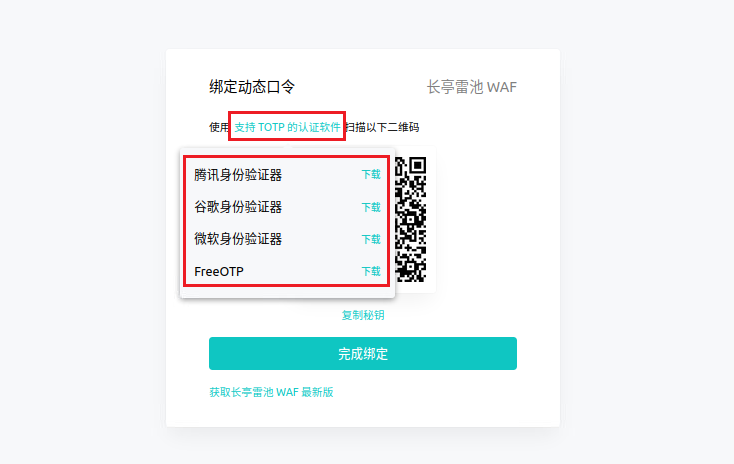 绑定动态口令 长亭雷池 WAF
使用 支持 TOTP 的认证软件 扫描以下二维码
腾讯身份验证器 下载
谷歌身份验证器 下载
微软身份验证器 下载
FreeOTP 下载
复制秘钥
完成绑定
获取长亭雷池 WAF 最新版